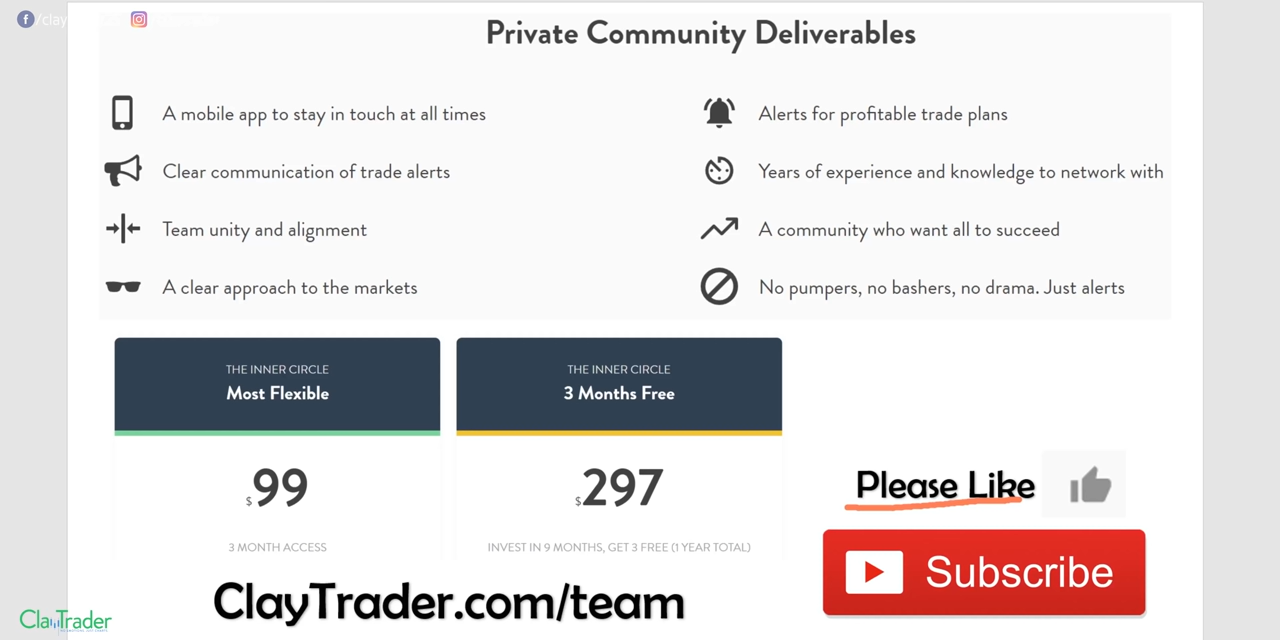 /clay
Private Community Deliverables
A mobile app to stay in touch at all times
Alerts for profitable trade plans
Clear communication of trade alerts
Years of experience and knowledge to network with
Team unity and alignment
A community who want all to succeed
A clear approach to the markets
No pumpers, no bashers, no drama. Just alerts
THE INNER CIRCLE
Most Flexible
$99
3 MONTH ACCESS
THE INNER CIRCLE
3 Months Free
$297
INVEST IN 9 MONTHS, GET 3 FREE (1 YEAR TOTAL)
Please Like
Subscribe
ClayTrader.com/team
ClayTrader